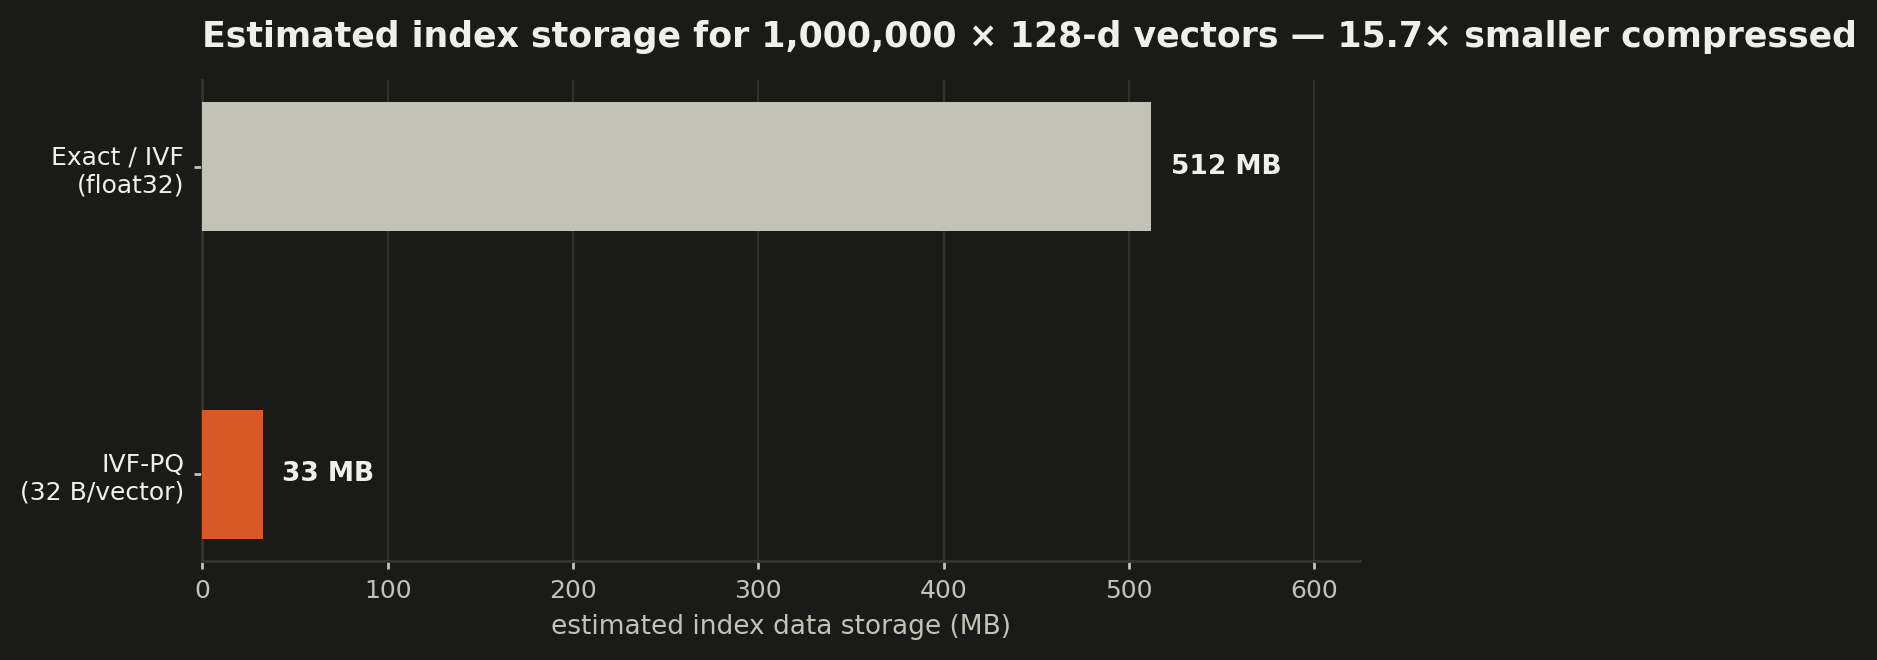 Estimated index storage for 1,000,000 × 128-d vectors — 15.7× smaller compressed
Exact / IVF
(float32)
512 MB
IVF-PQ
(32 B/vector)
33 MB
0 100 200 300 400 500 600
estimated index data storage (MB)